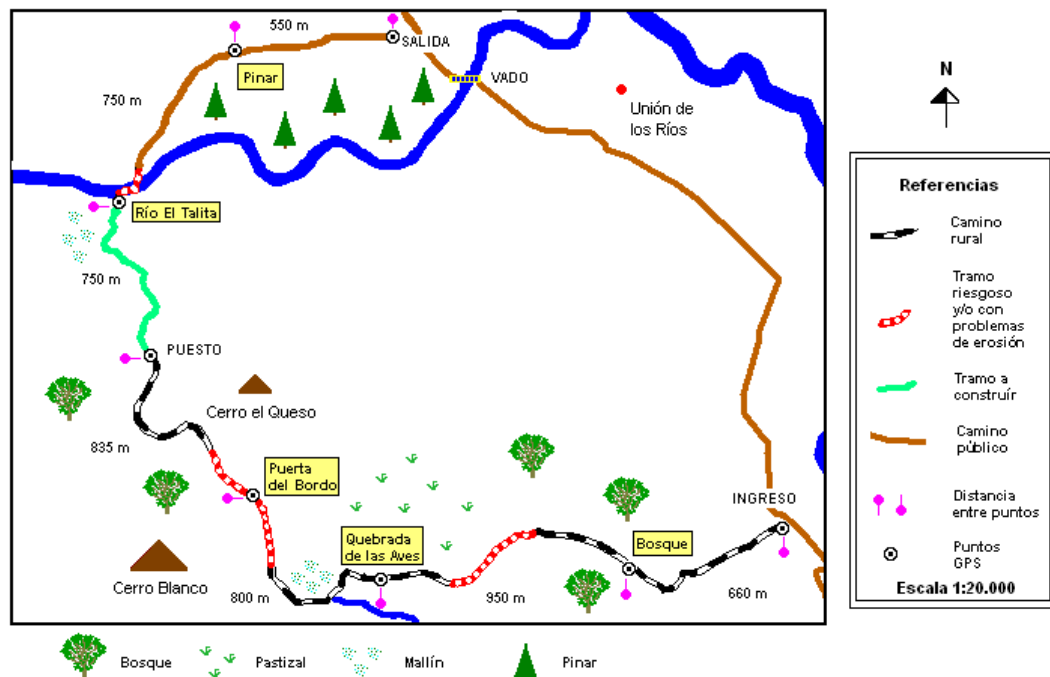 550 m
SALIDA
Pinar
VADO
750 m
Unión de
los Ríos
Río El Talita
750 m
PUESTO
Cerro el Queso
835 m
Puerta
del Bordo
INGRESO
Quebrada
de las Aves
Bosque
Cerro Blanco
800 m
950 m
660 m
N
Referencias
Camino
rural
Tramo
riesgoso
y/o con
problemas
de erosión
Tramo a
construír
Camino
público
Distancia
entre puntos
Puntos
GPS
Escala 1:20.000
Bosque
Pastizal
Mallín
Pinar